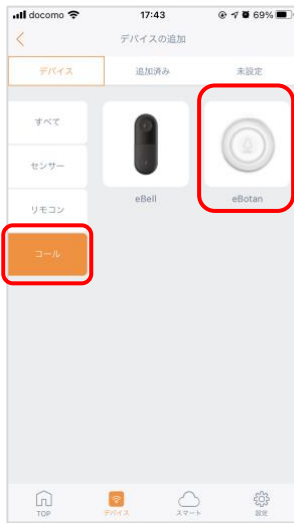 docomo 17:43 69%
デバイスの追加
デバイス 追加済み 未設定
すべて
センサー
リモコン
コール
eBell eBotan
TOP デバイス スマート 設定